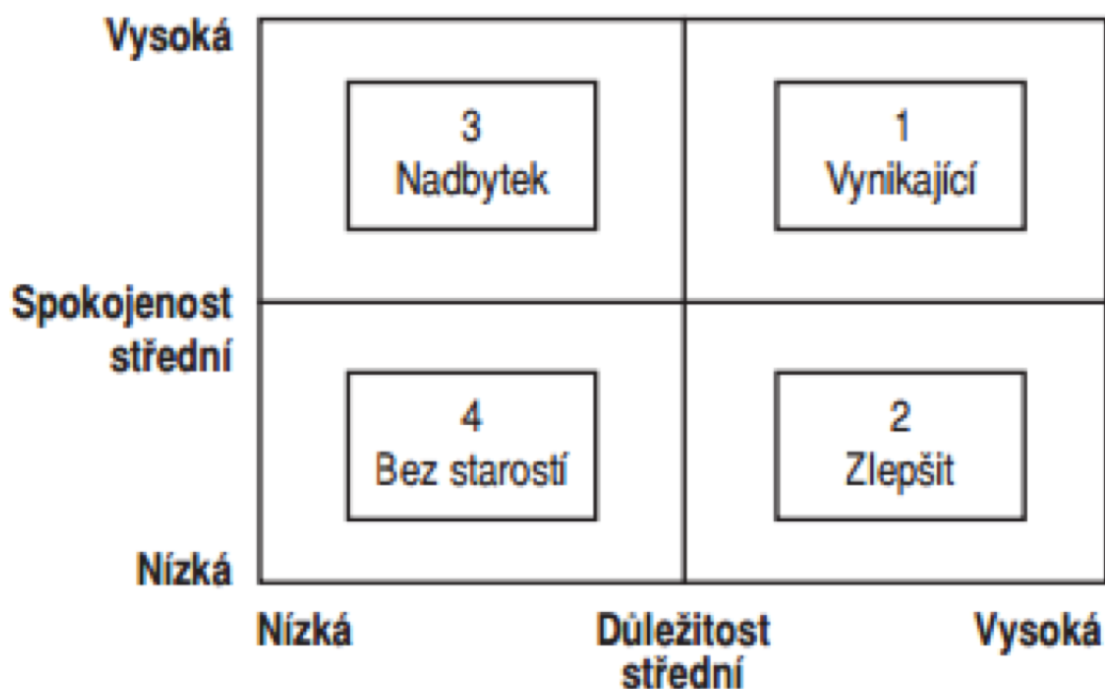 Vysoká
3
Nadbytek
1
Vynikající
Spokojenost
střední
4
Bez starostí
2
Zlepšit
Nízká
Nízká
Důležitost
střední
Vysoká